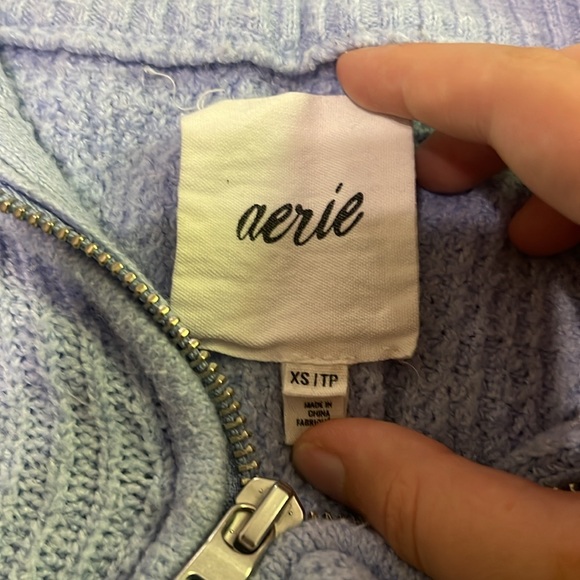 aerie
XS / TP
MADE IN
CHINA